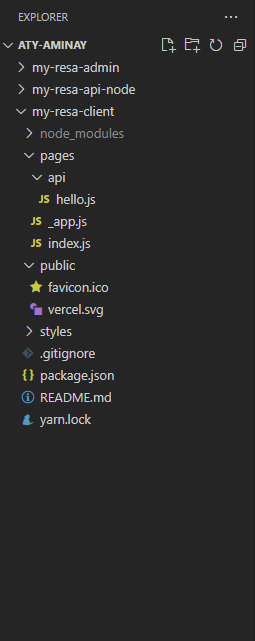 EXPLORER
ATY-AMINAY
my-resa-admin
my-resa-api-node
my-resa-client
node_modules
pages
api
JS hello.js
JS _app.js
JS index.js
public
favicon.ico
vercel.svg
styles
.gitignore
{} package.json
README.md
yarn.lock